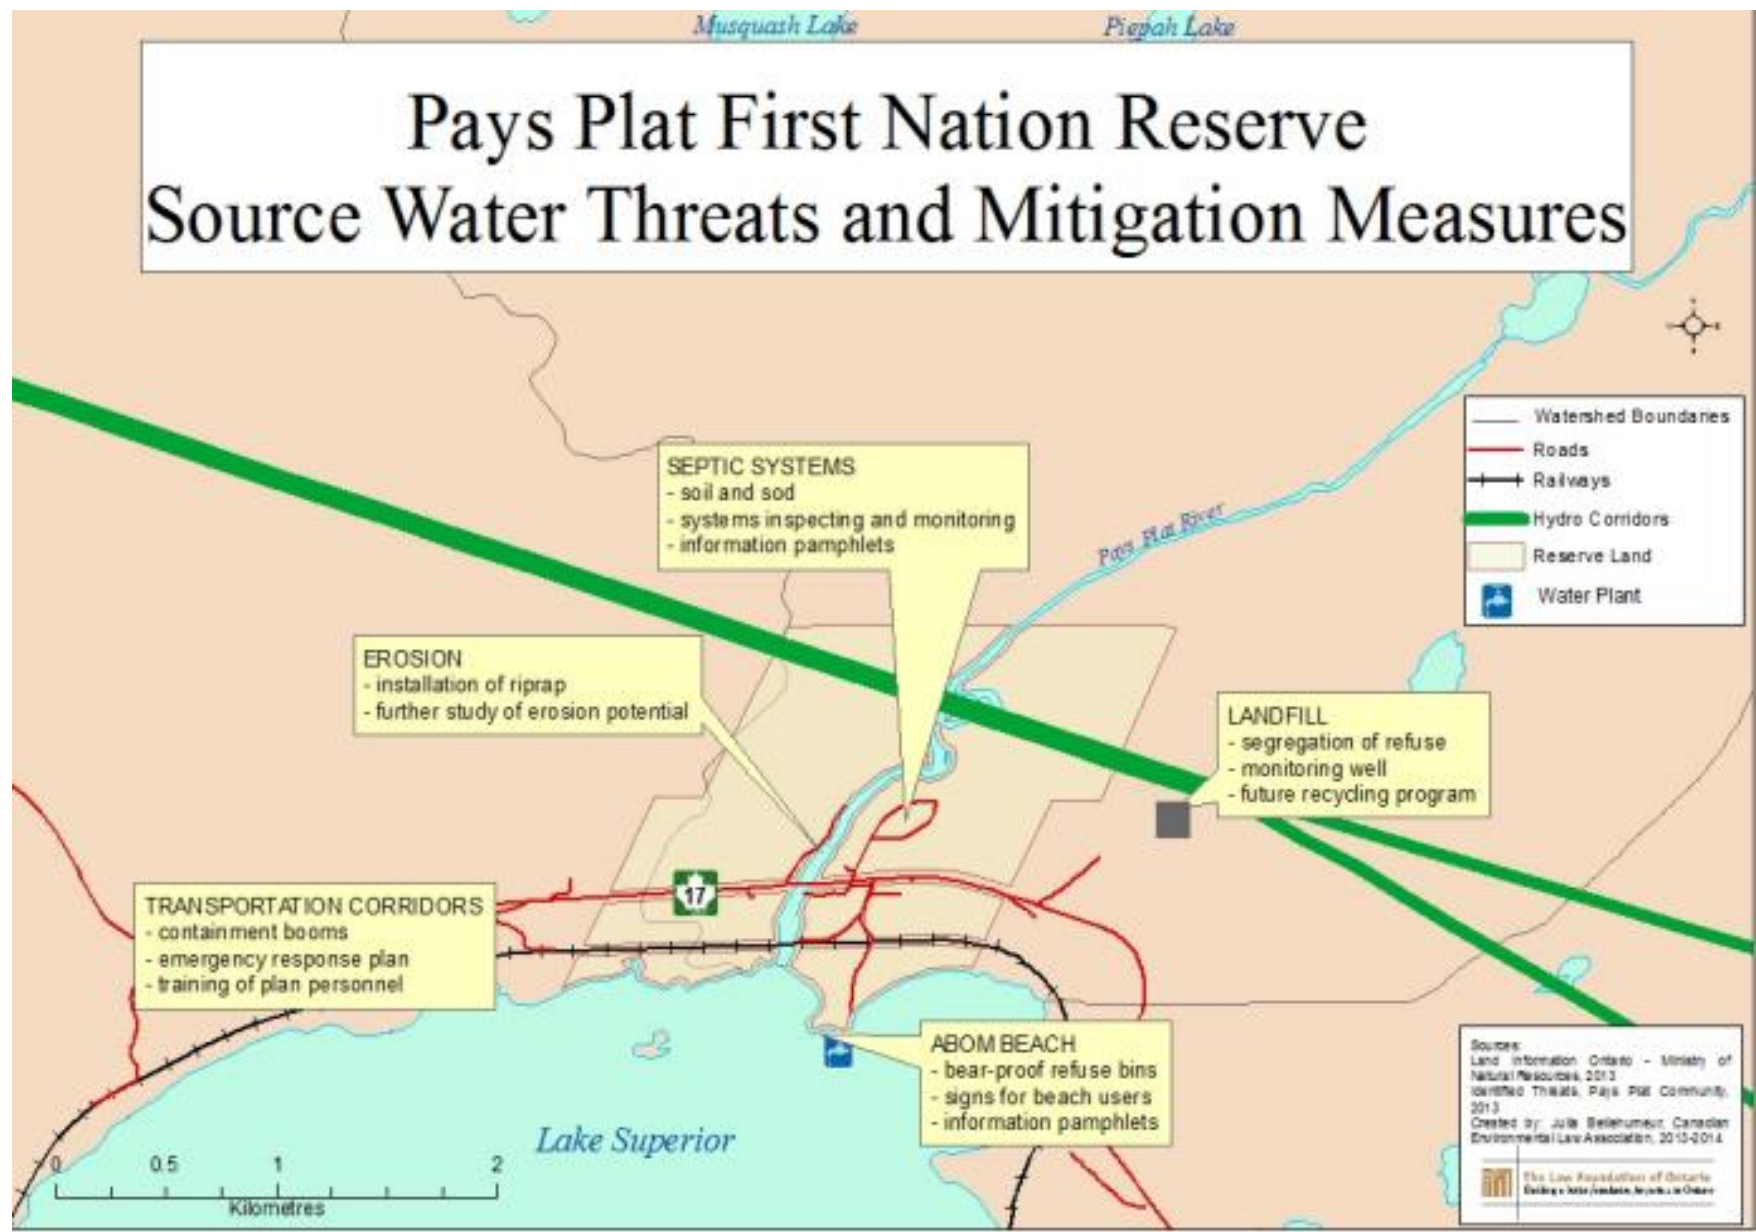 Musquash Lake
Piepah Lake
Pays Plat First Nation Reserve
Source Water Threats and Mitigation Measures
Watershed Boundaries
Roads
Railways
Hydro Corridors
Reserve Land
Water Plant
SEPTIC SYSTEMS
- soil and sod
- systems inspecting and monitoring
- information pamphlets
Pays Plat River
EROSION
- installation of riprap
- further study of erosion potential
LANDFILL
- segregation of refuse
- monitoring well
- future recycling program
17
TRANSPORTATION CORRIDORS
- containment booms
- emergency response plan
- training of plan personnel
ABOM BEACH
- bear-proof refuse bins
- signs for beach users
- information pamphlets
Lake Superior
0 0.5 1 2
Kilometres
Sources:
Land Information Ontario - Ministry of
Natural Resources, 2013
Identified Threats, Pays Plat Community,
2013
Created by: Julia Bellehumeur, Canadian
Environmental Law Association, 2013-2014
The Law Foundation of Ontario